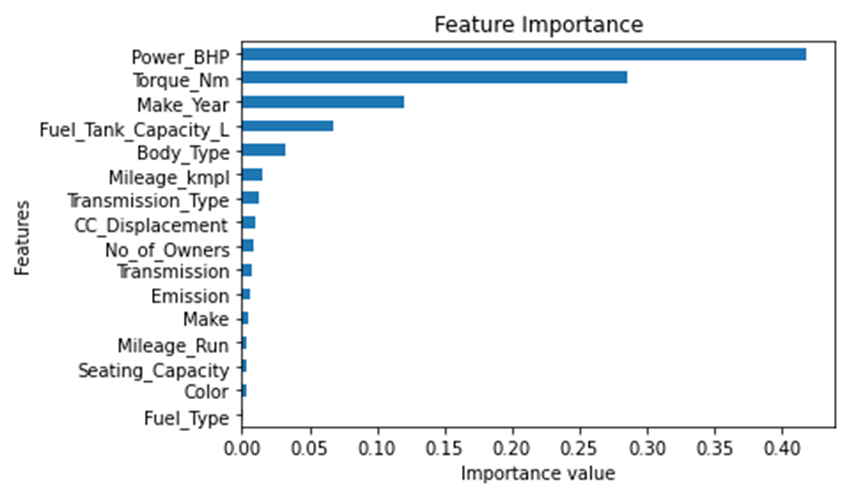 Feature Importance
Power_BHP
Torque_Nm
Make_Year
Fuel_Tank_Capacity_L
Body_Type
Mileage_kmpl
Transmission_Type
CC_Displacement
No_of_Owners
Transmission
Emission
Make
Mileage_Run
Seating_Capacity
Color
Fuel_Type
Features
0.00 0.05 0.10 0.15 0.20 0.25 0.30 0.35 0.40
Importance value